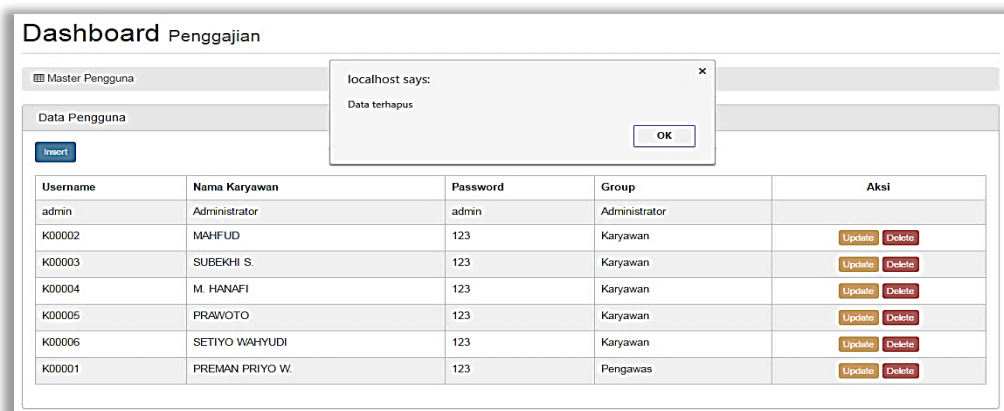 Dashboard Penggajian
Master Pengguna
localhost says:
Data terhapus
OK
Data Pengguna
Insert
Username Nama Karyawan Password Group Aksi
admin Administrator admin Administrator
K00002 MAHFUD 123 Karyawan Update Delete
K00003 SUBEKHI S. 123 Karyawan Update Delete
K00004 M. HANAFI 123 Karyawan Update Delete
K00005 PRAWOTO 123 Karyawan Update Delete
K00006 SETIYO WAHYUDI 123 Karyawan Update Delete
K00001 PREMAN PRIYO W. 123 Pengawas Update Delete